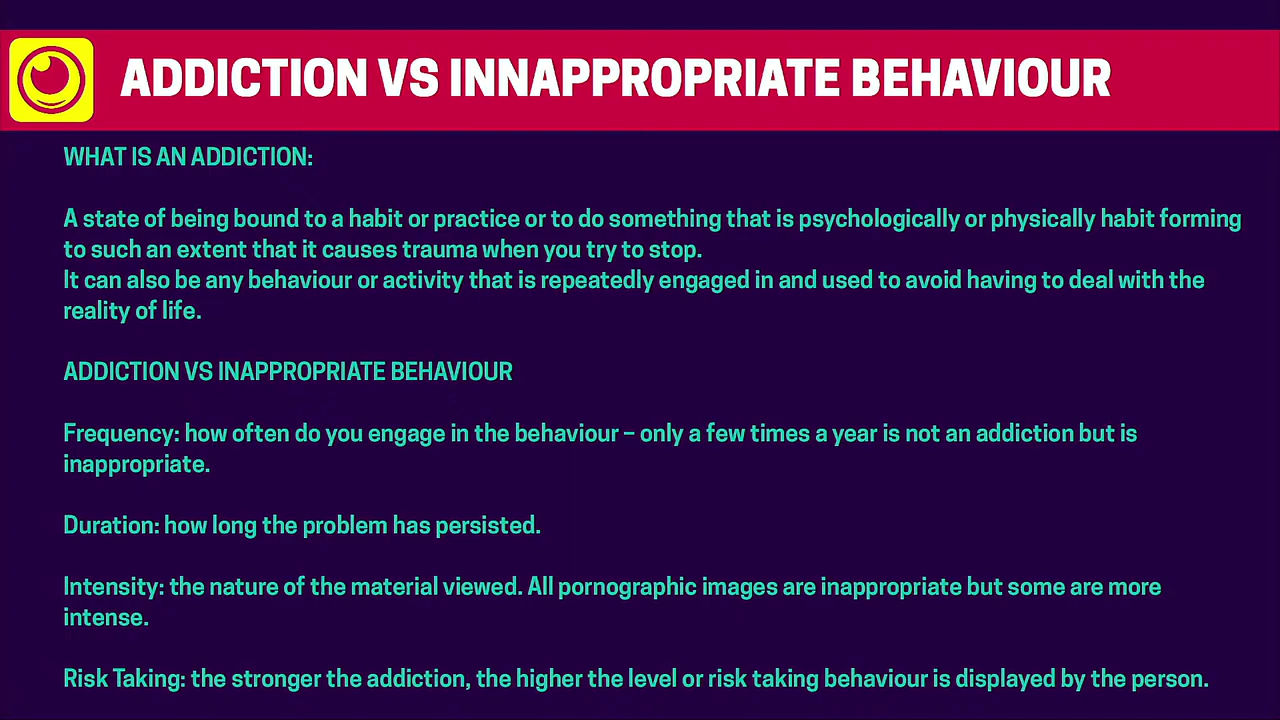 ADDICTION VS INNAPPROPRIATE BEHAVIOUR
WHAT IS AN ADDICTION:
A state of being bound to a habit or practice or to do something that is psychologically or physically habit forming
to such an extent that it causes trauma when you try to stop.
It can also be any behaviour or activity that is repeatedly engaged in and used to avoid having to deal with the
reality of life.
ADDICTION VS INAPPROPRIATE BEHAVIOUR
Frequency: how often do you engage in the behaviour – only a few times a year is not an addiction but is
inappropriate.
Duration: how long the problem has persisted.
Intensity: the nature of the material viewed. All pornographic images are inappropriate but some are more
intense.
Risk Taking: the stronger the addiction, the higher the level or risk taking behaviour is displayed by the person.